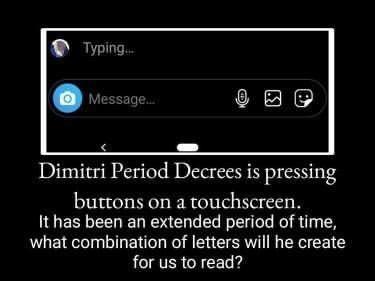 Typing...
Message...
Dimitri Period Decrees is pressing
buttons on a touchscreen.
It has been an extended period of time,
what combination of letters will he create
for us to read?